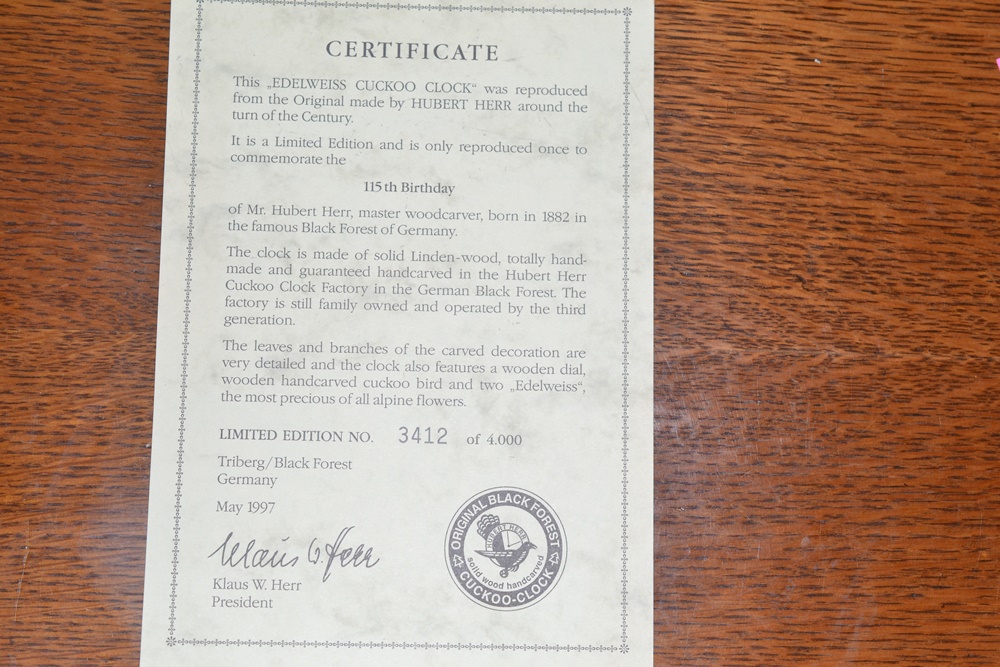 CERTIFICATE
This „EDELWEISS CUCKOO CLOCK“ was reproduced
from the Original made by HUBERT HERR around the
turn of the Century.
It is a Limited Edition and is only reproduced once to
commemorate the
115th Birthday
of Mr. Hubert Herr, master woodcarver, born in 1882 in
the famous Black Forest of Germany.
The clock is made of solid Linden-wood, totally hand-
made and guaranteed handcarved in the Hubert Herr
Cuckoo Clock Factory in the German Black Forest. The
factory is still family owned and operated by the third
generation.
The leaves and branches of the carved decoration are
very detailed and the clock also features a wooden dial,
wooden handcarved cuckoo bird and two „Edelweiss“,
the most precious of all alpine flowers.
LIMITED EDITION NO. 3412 of 4.000
Triberg/Black Forest
Germany
May 1997
Klaus W. Herr
Klaus W. Herr
President
ORIGINAL BLACK FOREST
HUBERT HERR
solid wood handcarved
CUCKOO-CLOCK